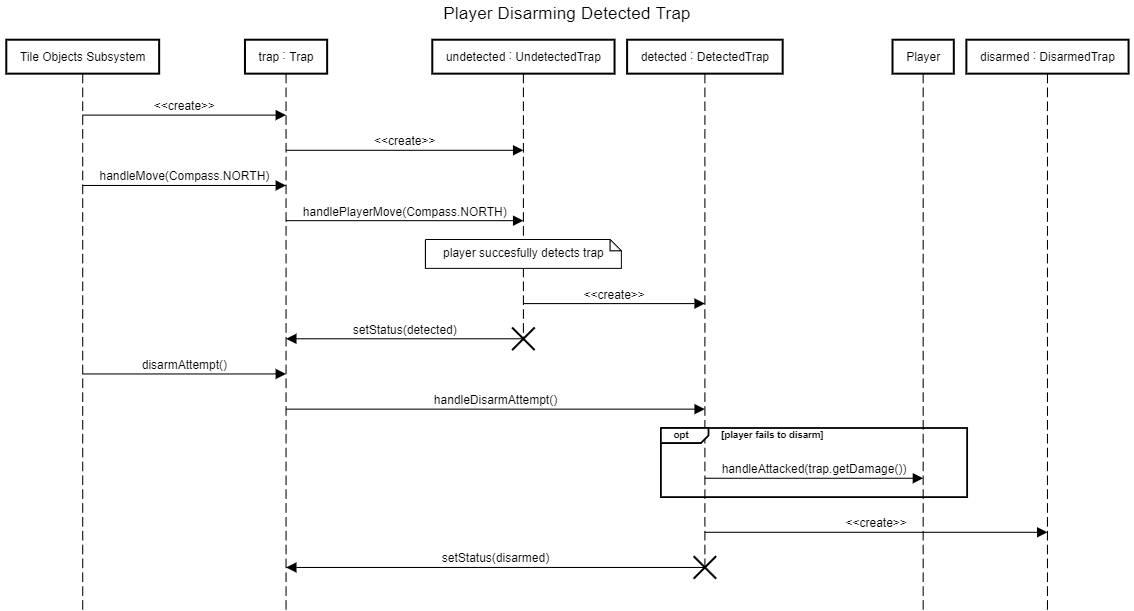 Player Disarming Detected Trap
Tile Objects Subsystem
trap : Trap
undetected : UndetectedTrap
detected : DetectedTrap
Player
disarmed : DisarmedTrap
<<create>>
<<create>>
handleMove(Compass.NORTH)
handlePlayerMove(Compass.NORTH)
player succesfully detects trap
<<create>>
setStatus(detected)
disarmAttempt()
handleDisarmAttempt()
opt
[player fails to disarm]
handleAttacked(trap.getDamage())
<<create>>
setStatus(disarmed)